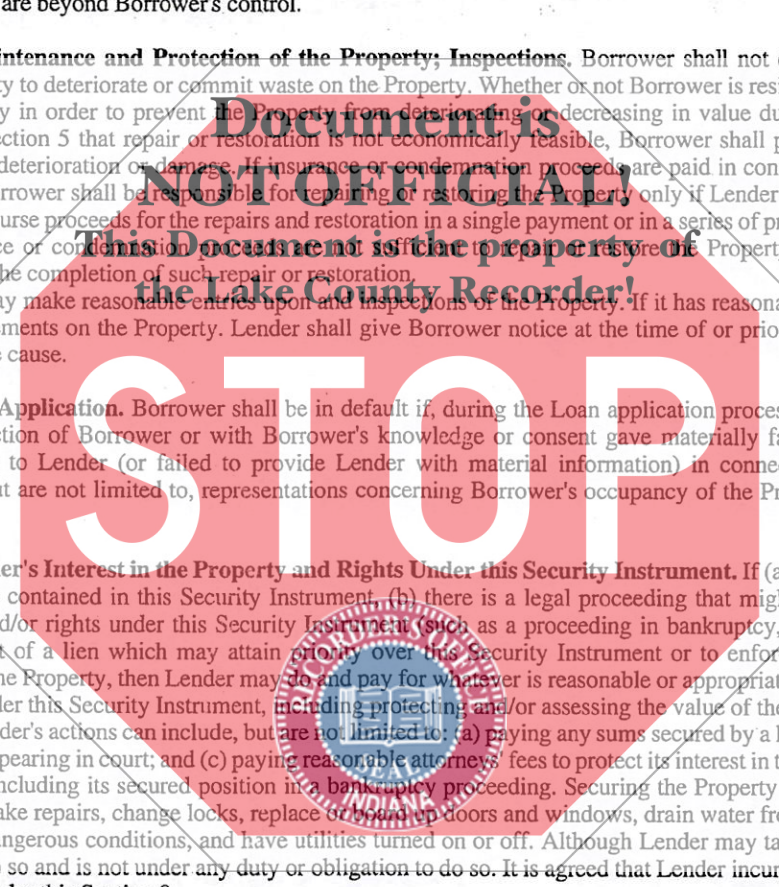 are beyond Borrower's control.
intenance and Protection of the Property; Inspections. Borrower shall not
ty to deteriorate or commit waste on the Property. Whether or not Borrower is res
y in order to prevent the Property from deteriorating or decreasing in value du
Document is
ection 5 that repair or restoration is not economically feasible, Borrower shall p
deterioration or damage. If insurance or condemnation proceeds are paid in con
NOT OFFICIAL!
rrower shall be responsible for repairing or restoring the Property only if Lender
urse proceeds for the repairs and restoration in a single payment or in a series of pr
This Document is the property of
e or condemnation proceeds are not sufficient to repair or restore the Property
he completion of such repair or restoration.
the Lake County Recorder!
ay make reasonable entries upon and inspections of the Property. If it has reasona
ments on the Property. Lender shall give Borrower notice at the time of or prio
cause.
STOP
Application. Borrower shall be in default if, during the Loan application proces
ction of Borrower or with Borrower's knowledge or consent gave materially fa
to Lender (or failed to provide Lender with material information) in connec
ut are not limited to, representations concerning Borrower's occupancy of the Pr
er's Interest in the Property and Rights Under this Security Instrument. If (a
contained in this Security Instrument, (b) there is a legal proceeding that migh
d/or rights under this Security Instrument (such as a proceeding in bankruptcy,
t of a lien which may attain priority over this Security Instrument or to enfor
he Property, then Lender may do and pay for whatever is reasonable or appropriat
der this Security Instrument, including protecting and/or assessing the value of the
der's actions can include, but are not limited to: (a) paying any sums secured by a l
pearing in court; and (c) paying reasonable attorneys' fees to protect its interest in t
ncluding its secured position in a bankruptcy proceeding. Securing the Property
ake repairs, change locks, replace or board up doors and windows, drain water fro
angerous conditions, and have utilities turned on or off. Although Lender may ta
so and is not under any duty or obligation to do so. It is agreed that Lender incur
RECORDER'S OFFICE
SEAL
INDIANA